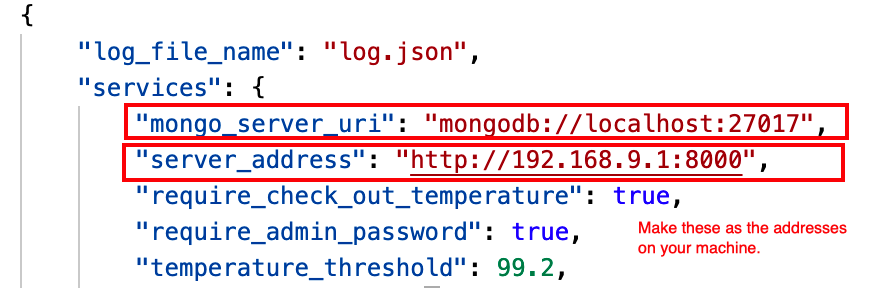 {
"log_file_name": "log.json",
"services": {
"mongo_server_uri": "mongodb://localhost:27017",
"server_address": "http://192.168.9.1:8000",
"require_check_out_temperature": true,
"require_admin_password": true,
Make these as the addresses
on your machine.
"temperature_threshold": 99.2,